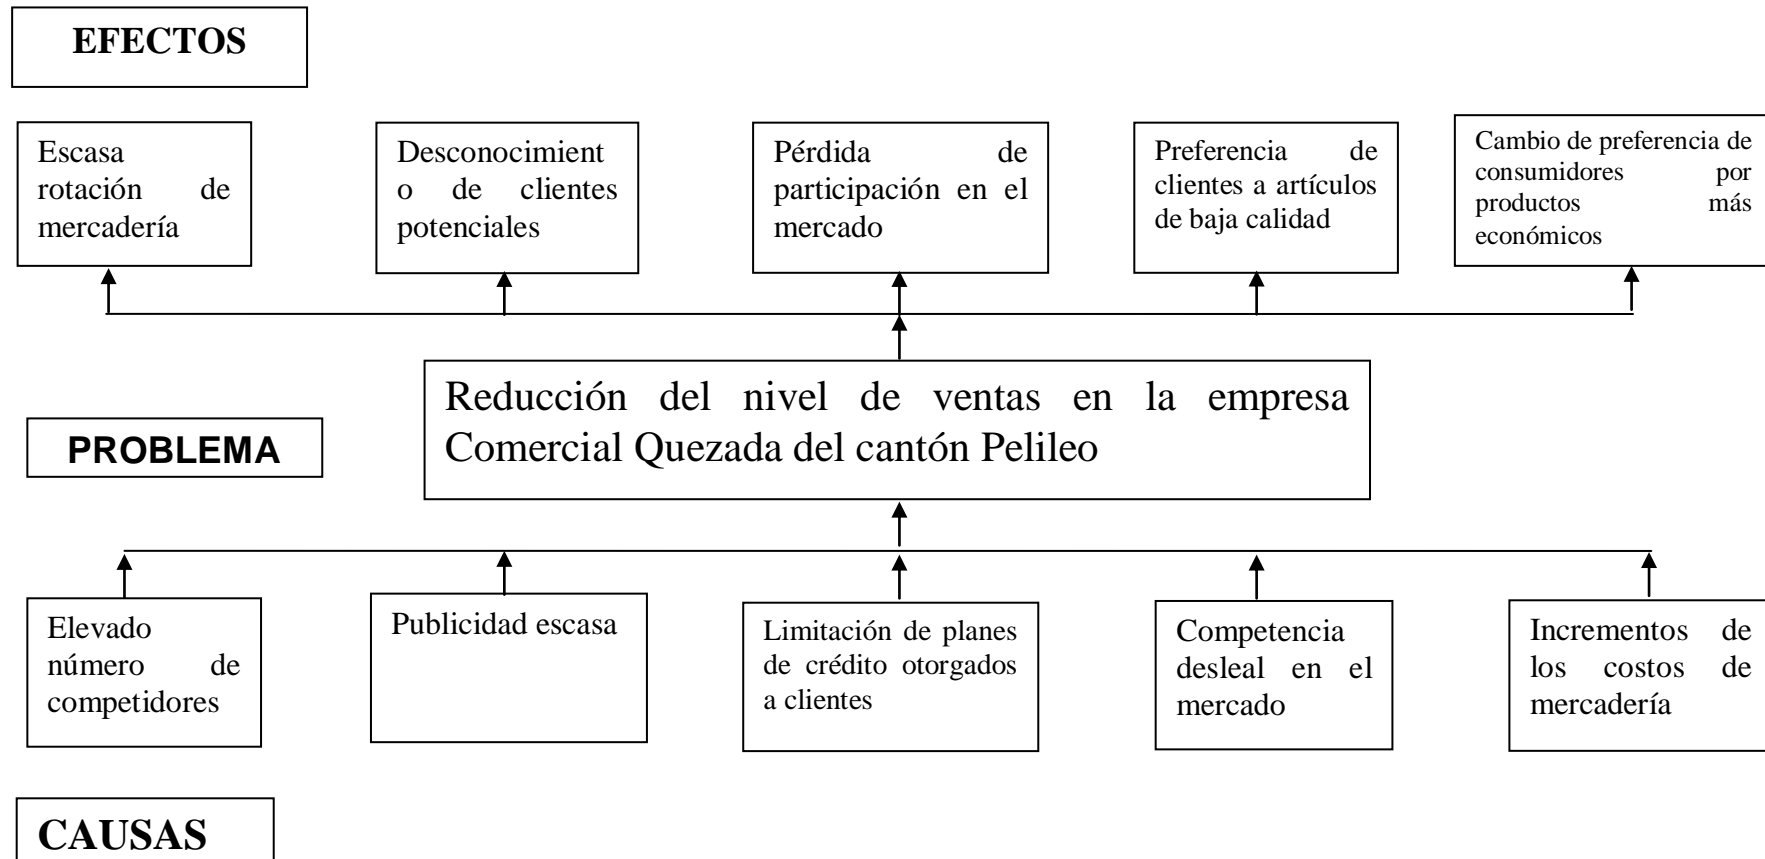 EFECTOS
Escasa
rotación de
mercadería
Desconocimient
o de clientes
potenciales
Pérdida de
participación en el
mercado
Preferencia de
clientes a artículos
de baja calidad
Cambio de preferencia de
consumidores por
productos más
económicos
Reducción del nivel de ventas en la empresa
Comercial Quezada del cantón Pelileo
PROBLEMA
Elevado
número de
competidores
Publicidad escasa
Limitación de planes
de crédito otorgados
a clientes
Competencia
desleal en el
mercado
Incrementos de
los costos de
mercadería
CAUSAS